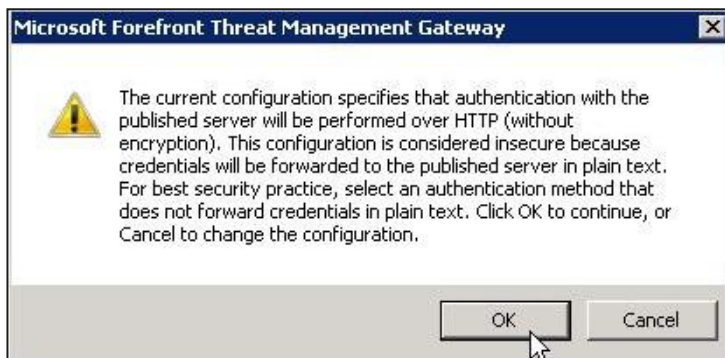 Microsoft Forefront Threat Management Gateway
The current configuration specifies that authentication with the
published server will be performed over HTTP (without
encryption). This configuration is considered insecure because
credentials will be forwarded to the published server in plain text.
For best security practice, select an authentication method that
does not forward credentials in plain text. Click OK to continue, or
Cancel to change the configuration.
OK Cancel